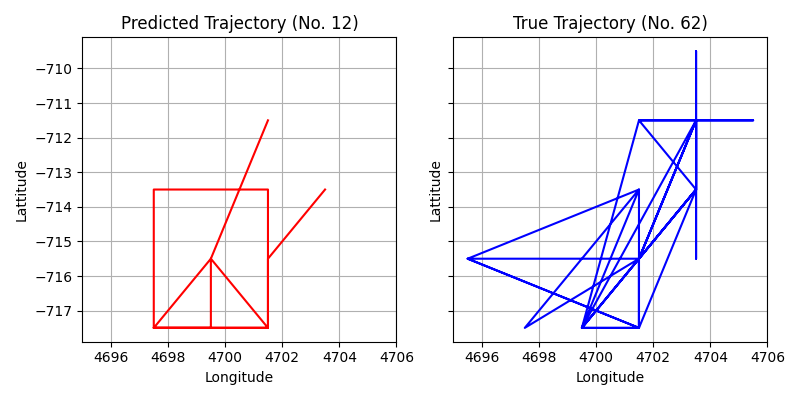 Predicted Trajectory (No. 12)
True Trajectory (No. 62)
−710
−711
−712
−713
−714
−715
−716
−717
Lattitude
Lattitude
4696 4698 4700 4702 4704 4706
4696 4698 4700 4702 4704 4706
Longitude
Longitude